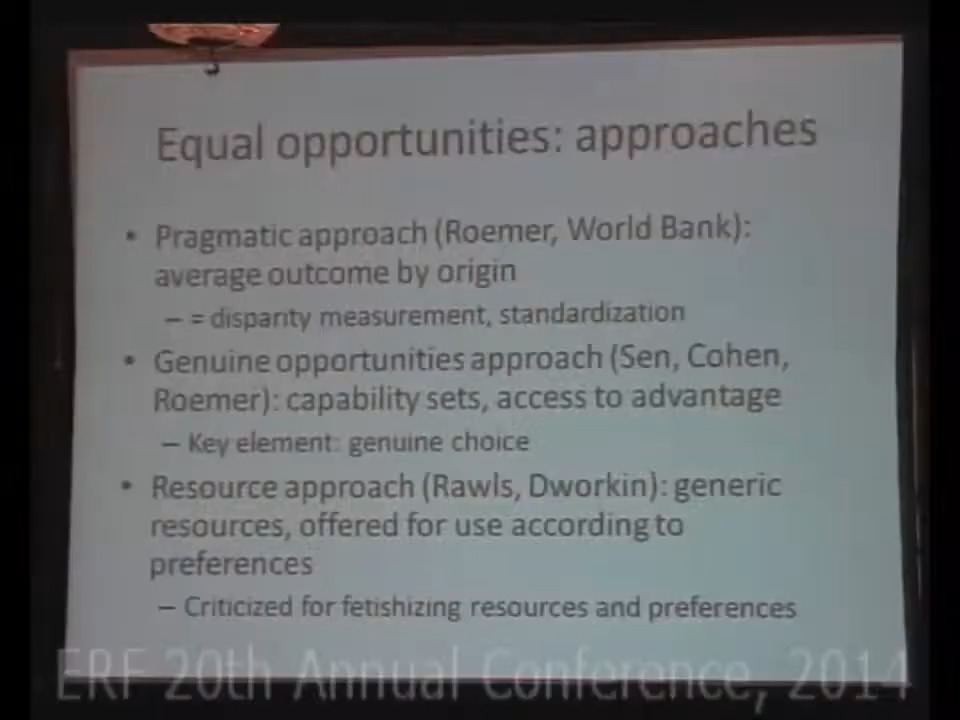 Equal opportunities: approaches
• Pragmatic approach (Roemer, World Bank):
average outcome by origin
– = disparity measurement, standardization
• Genuine opportunities approach (Sen, Cohen,
Roemer): capability sets, access to advantage
– Key element: genuine choice
• Resource approach (Rawls, Dworkin): generic
resources, offered for use according to
preferences
– Criticized for fetishizing resources and preferences
ERF 20th Annual Conference, 2014